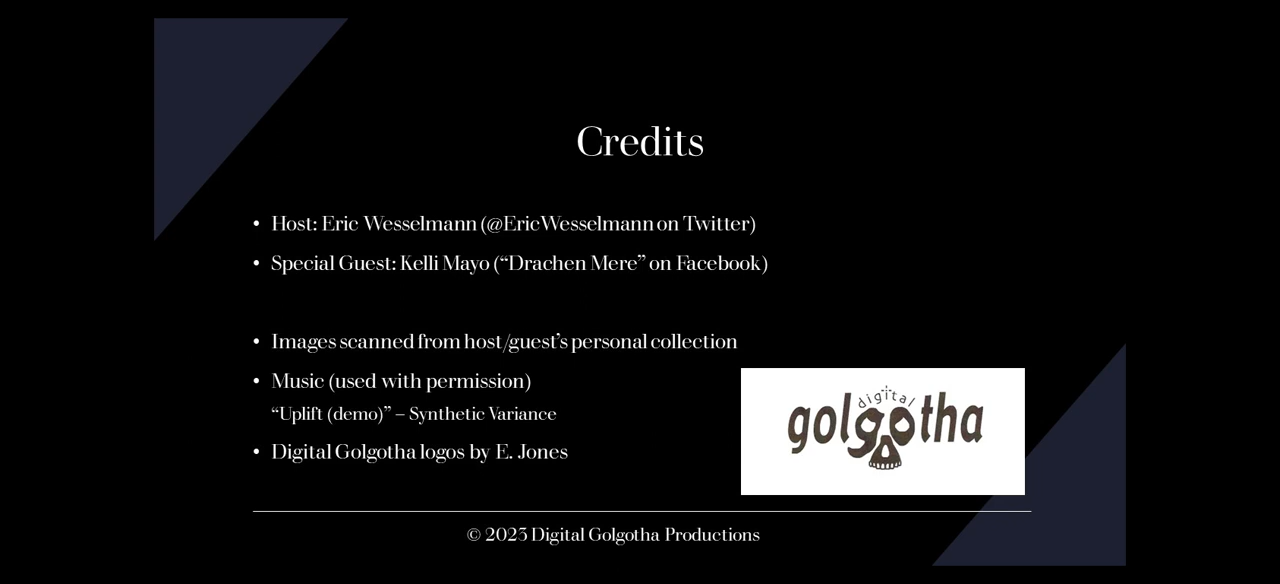 Credits
• Host: Eric Wesselmann (@EricWesselmann on Twitter)
• Special Guest: Kelli Mayo (“Drachen Mere” on Facebook)
• Images scanned from host/guest’s personal collection
• Music (used with permission)
“Uplift (demo)” – Synthetic Variance
• Digital Golgotha logos by E. Jones
digital
golgotha
© 2023 Digital Golgotha Productions